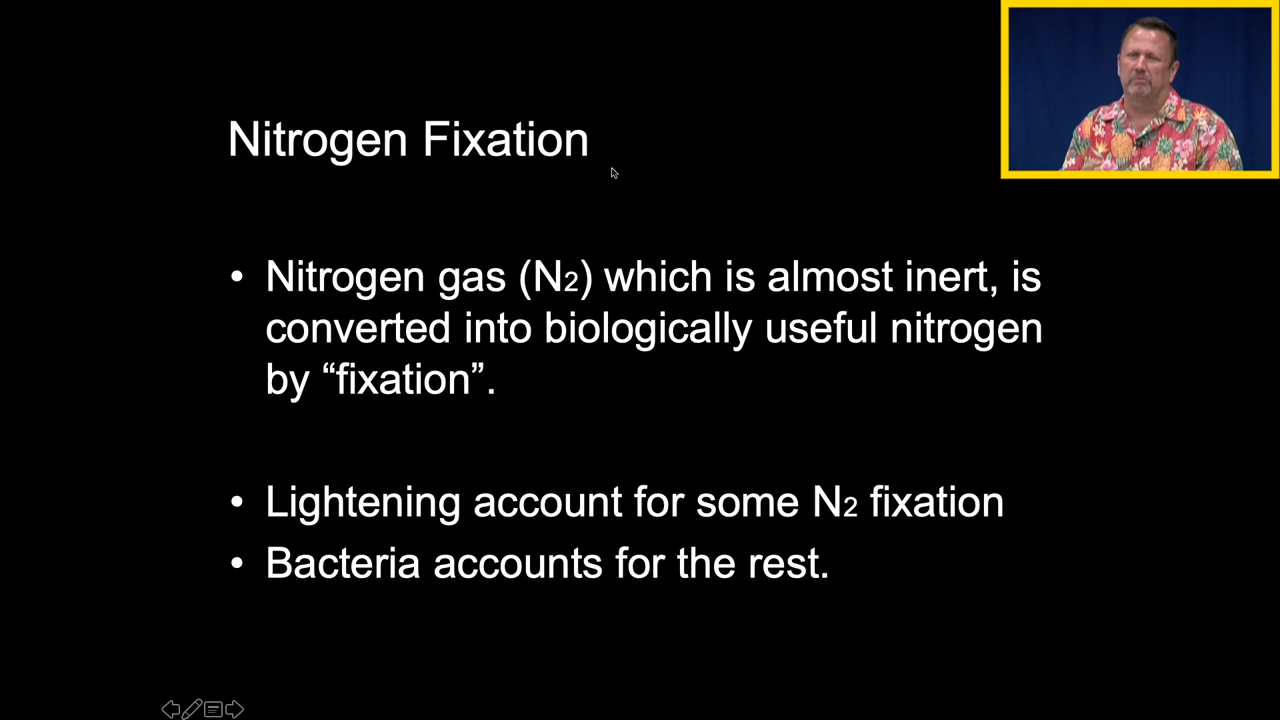 Nitrogen Fixation
• Nitrogen gas (N2) which is almost inert, is
converted into biologically useful nitrogen
by “fixation”.
• Lightening account for some N2 fixation
• Bacteria accounts for the rest.